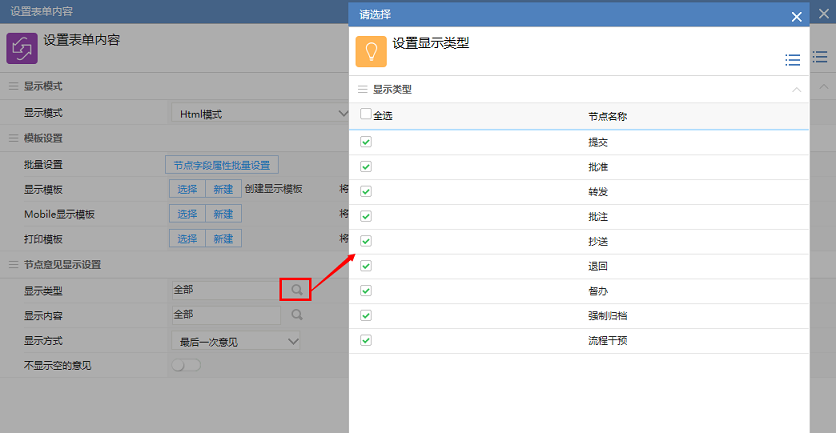 设置表单内容
设置表单内容
显示模式
显示模式 Html模式
模板设置
批量设置 节点字段属性批量设置
显示模板 选择 新建 创建显示模板 将
Mobile显示模板 选择 新建 将
打印模板 选择 新建 将
节点意见显示设置
显示类型 全部
显示内容 全部
显示方式 最后一次意见
不显示空的意见
请选择
设置显示类型
显示类型
全选 节点名称
提交
批准
转发
批注
抄送
退回
督办
强制归档
流程干预